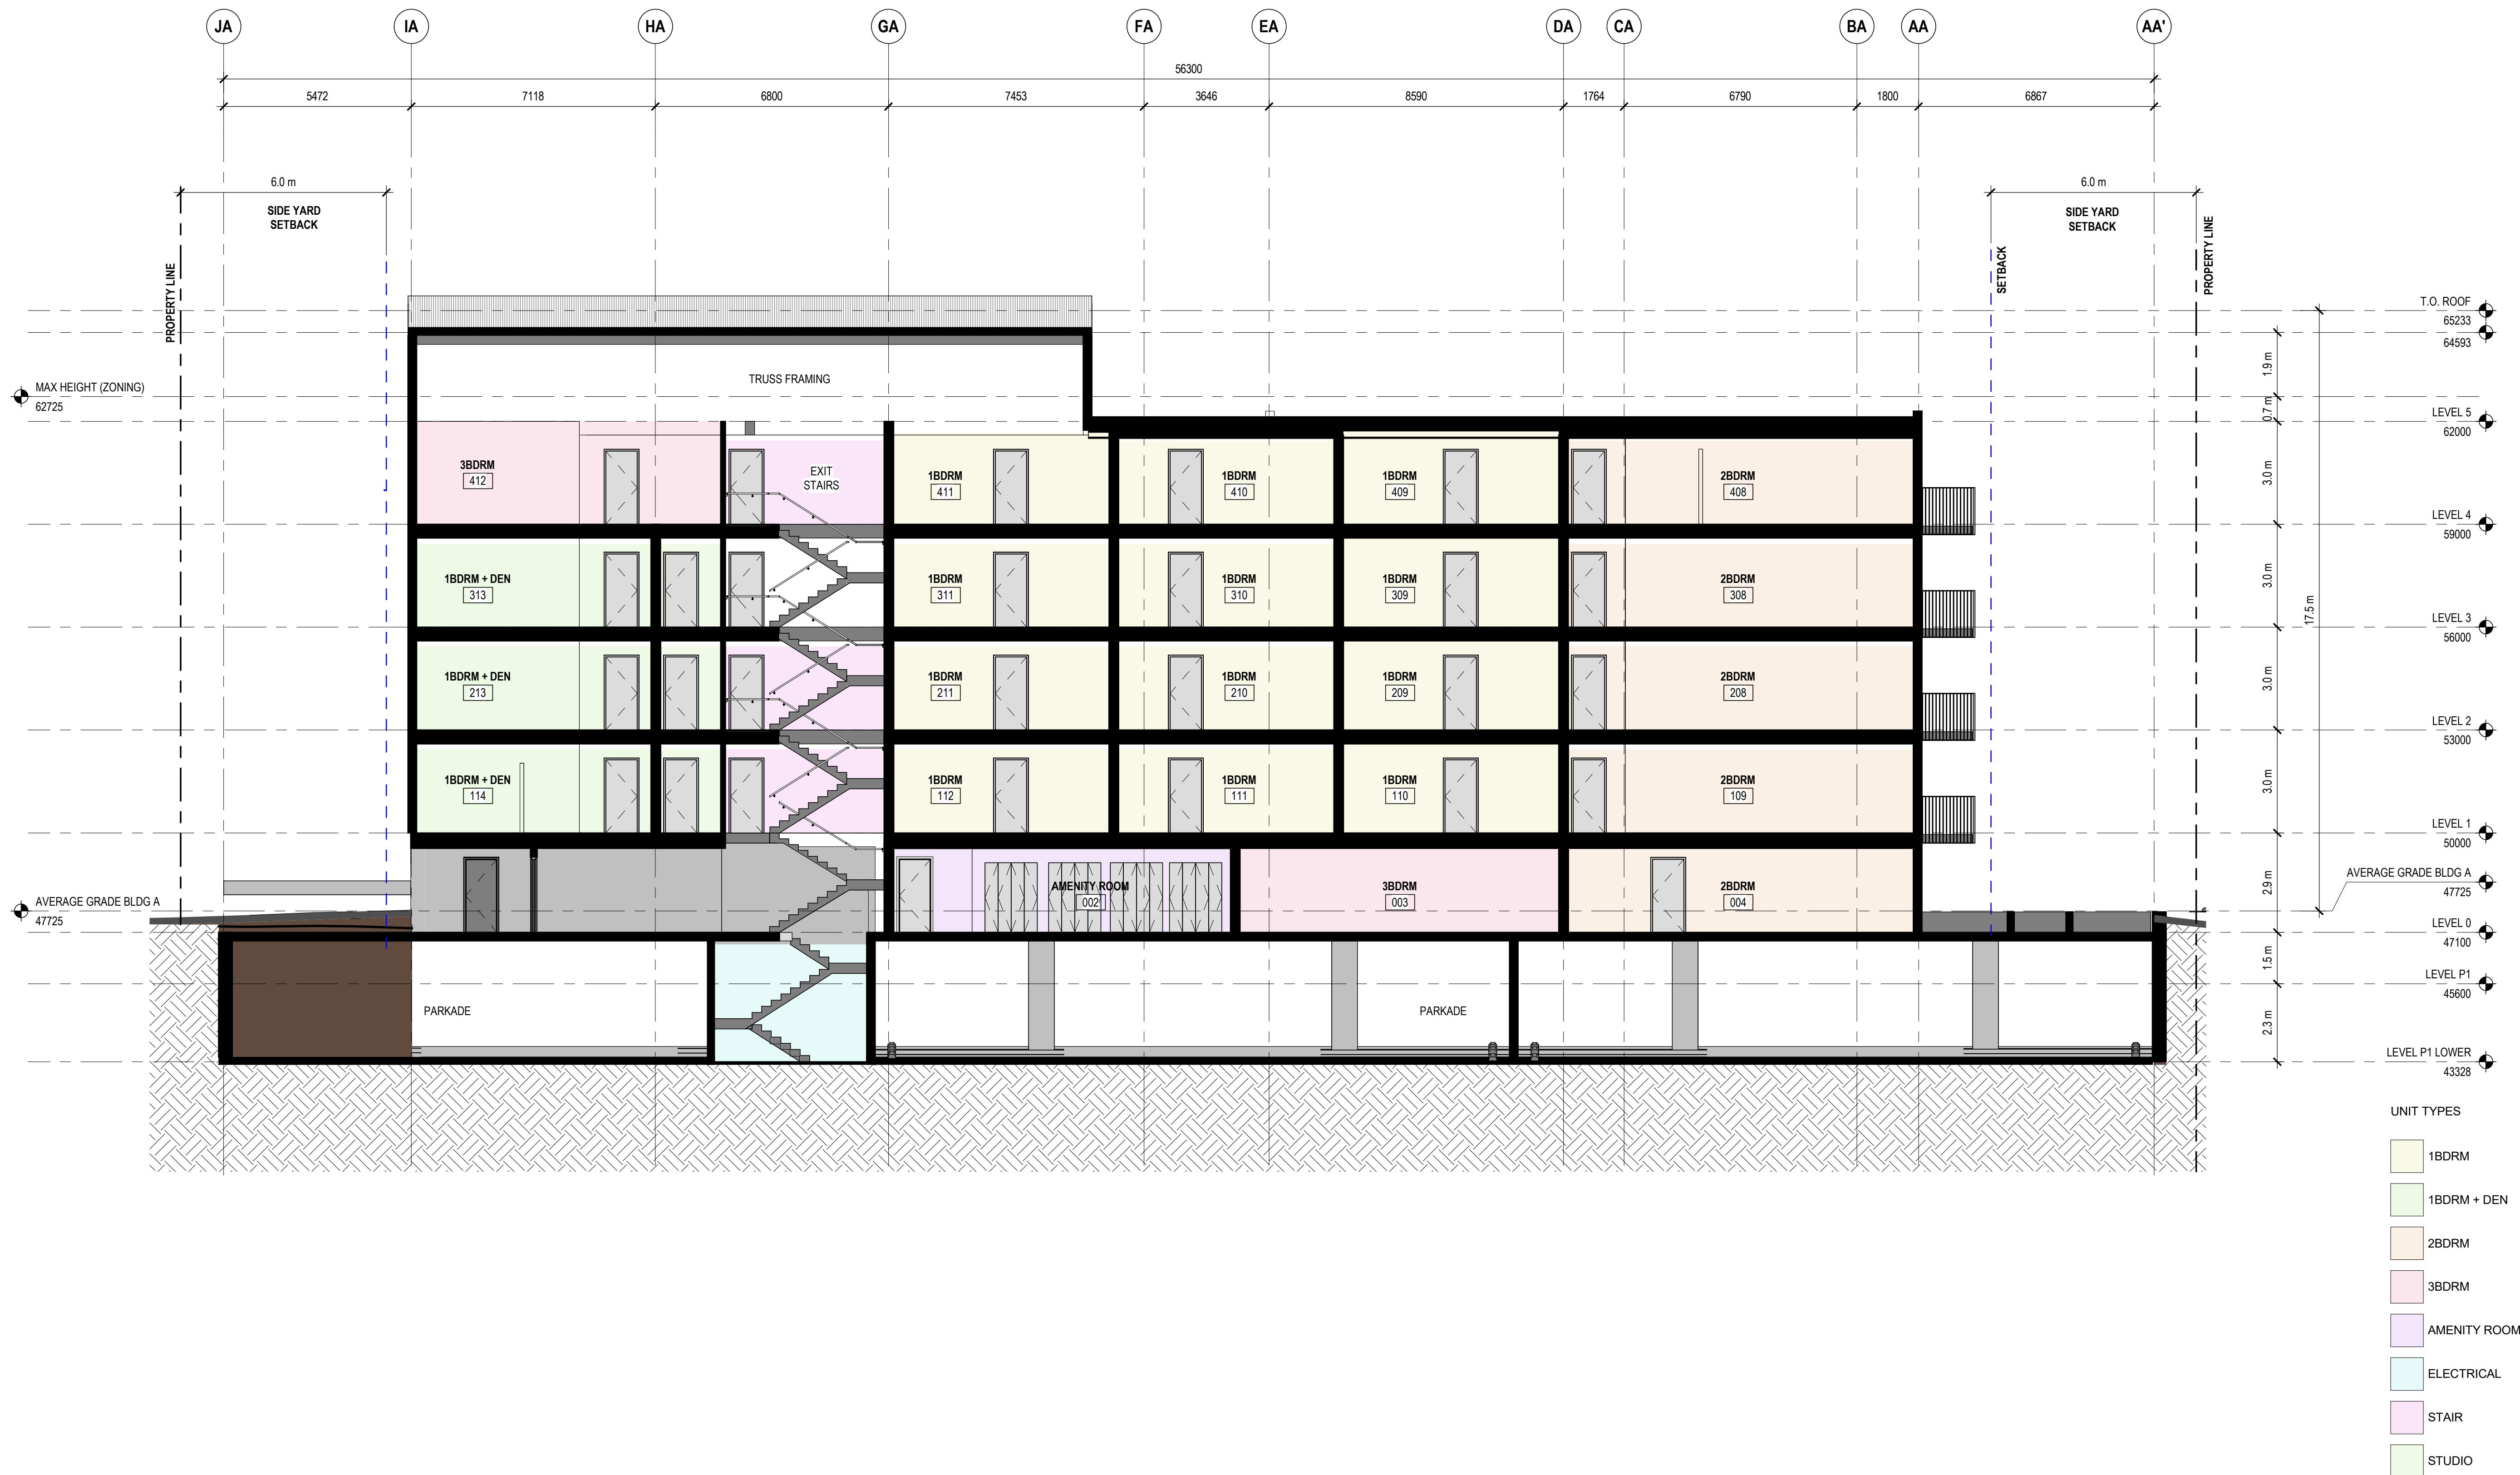 JA IA HA GA FA EA DA CA BA AA AA'
56300
5472 7118 6800 7453 3646 8590 1764 6790 1800 6867
6.0 m
SIDE YARD
SETBACK
PROPERTY LINE
6.0 m
SIDE YARD
SETBACK
SETBACK
PROPERTY LINE
T.O. ROOF
65233
64593
1.9 m
TRUSS FRAMING
MAX HEIGHT (ZONING)
62725
0.7 m
LEVEL 5
62000
3BDRM
412
EXIT
STAIRS
1BDRM
411
1BDRM
410
1BDRM
409
2BDRM
408
3.0 m
LEVEL 4
59000
1BDRM + DEN
313
1BDRM
311
1BDRM
310
1BDRM
309
2BDRM
308
3.0 m
17.5 m
LEVEL 3
56000
1BDRM + DEN
213
1BDRM
211
1BDRM
210
1BDRM
209
2BDRM
208
3.0 m
LEVEL 2
53000
1BDRM + DEN
114
1BDRM
112
1BDRM
111
1BDRM
110
2BDRM
109
3.0 m
LEVEL 1
50000
AVERAGE GRADE BLDG A
47725
AMENITY ROOM
002
3BDRM
003
2BDRM
004
2.9 m
AVERAGE GRADE BLDG A
47725
LEVEL 0
47100
1.5 m
LEVEL P1
45600
PARKADE
PARKADE
2.3 m
LEVEL P1 LOWER
43328
UNIT TYPES
1BDRM
1BDRM + DEN
2BDRM
3BDRM
AMENITY ROOM
ELECTRICAL
STAIR
STUDIO